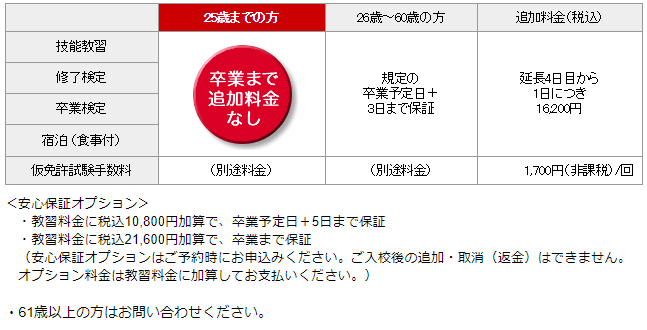 25歳までの方 26歳～60歳の方 追加料金(税込)
技能教習
修了検定
卒業検定
宿泊(食事付)
卒業まで
追加料金
なし
規定の
卒業予定日＋
3日まで保証
延長4日目から
1日につき
16,200円
仮免許試験手数料 (別途料金) (別途料金) 1,700円(非課税)/回
＜安心保証オプション＞
・教習料金に税込10,800円加算で、卒業予定日＋5日まで保証
・教習料金に税込21,600円加算で、卒業まで保証
（安心保証オプションはご予約時にお申込みください。ご入校後の追加・取消（返金）はできません。
オプション料金は教習料金に加算してお支払いください。）
・61歳以上の方はお問い合わせください。